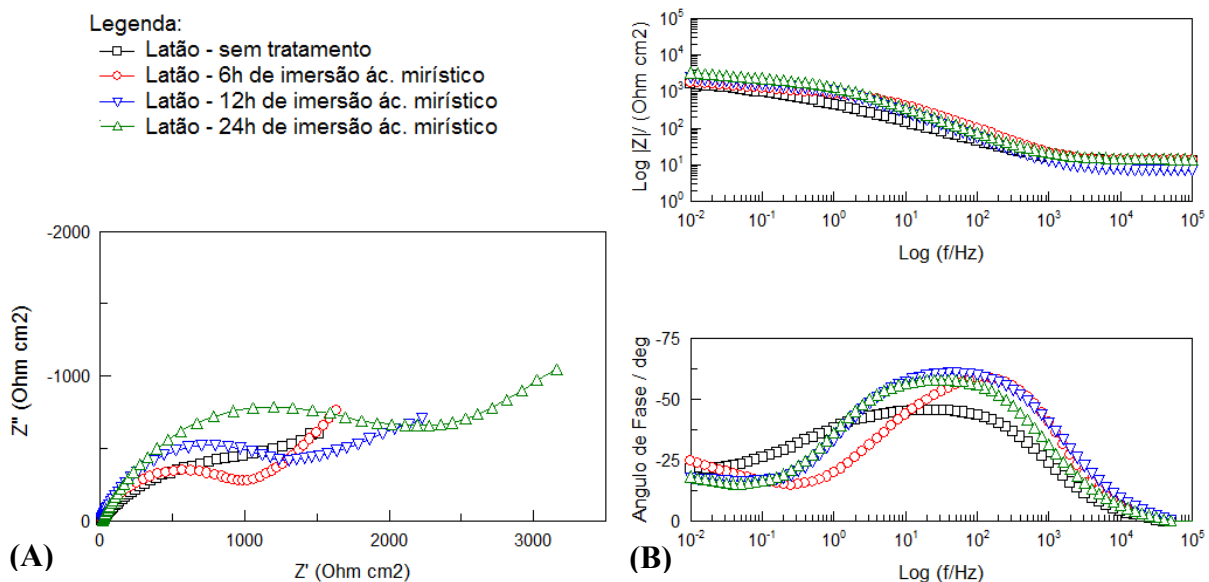 Legenda:
Latão - sem tratamento
Latão - 6h de imersão ác. mirístico
Latão - 12h de imersão ác. mirístico
Latão - 24h de imersão ác. mirístico
-2000
-1000
0
Z'' (Ohm cm2)
0 1000 2000 3000
Z' (Ohm cm2)
(A)
10^5
10^4
10^3
10^2
10^1
10^0
Log |Z|/ (Ohm cm2)
10^-2 10^-1 10^0 10^1 10^2 10^3 10^4 10^5
Log (f/Hz)
-75
-50
-25
0
Angulo de Fase / deg
10^-2 10^-1 10^0 10^1 10^2 10^3 10^4 10^5
Log (f/Hz)
(B)